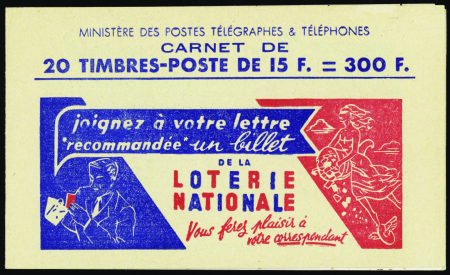 MINISTÈRE DES POSTES TÉLÉGRAPHES & TÉLÉPHONES
CARNET DE
20 TIMBRES-POSTE DE 15 F. = 300 F.
joignez à votre lettre
"recommandée" un billet
DE LA
LOTERIE
NATIONALE
Vous ferez plaisir à
votre correspondant